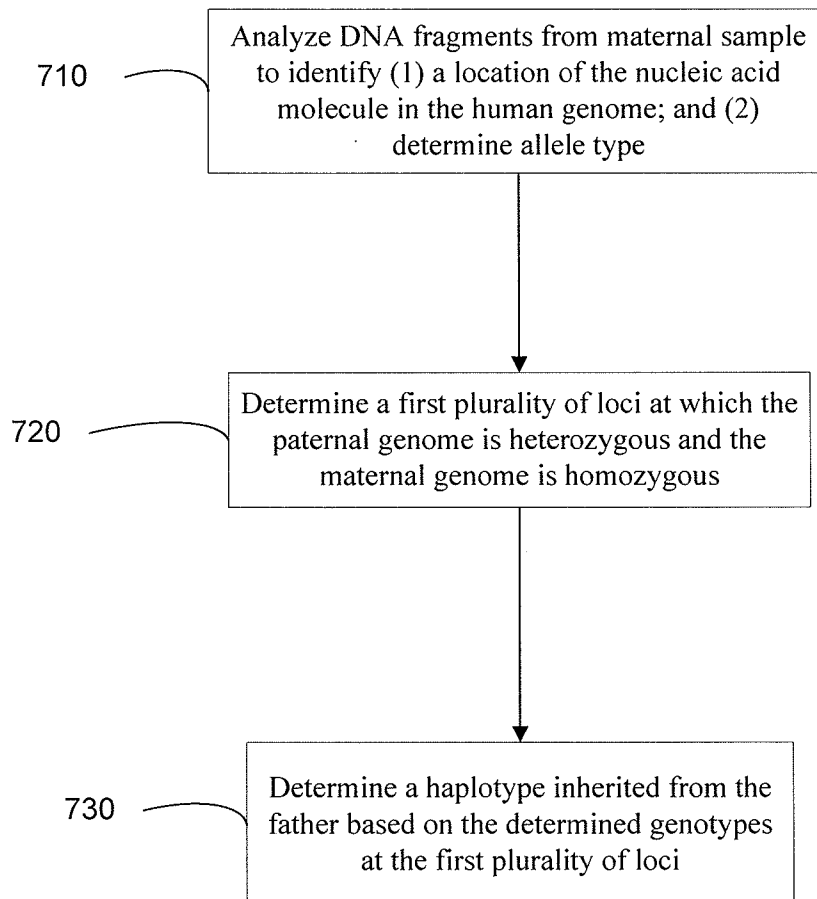 710
Analyze DNA fragments from maternal sample
to identify (1) a location of the nucleic acid
molecule in the human genome; and (2)
determine allele type
720
Determine a first plurality of loci at which the
paternal genome is heterozygous and the
maternal genome is homozygous
730
Determine a haplotype inherited from the
father based on the determined genotypes
at the first plurality of loci